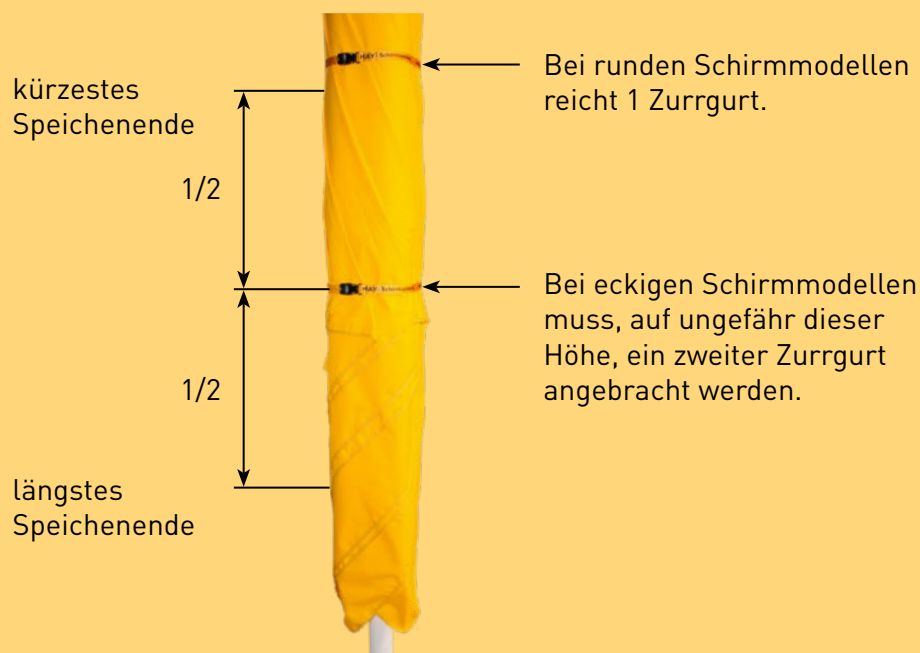 kürzestes
Speichenende
1/2
1/2
längstes
Speichenende
Bei runden Schirmmodellen
reicht 1 Zurrgurt.
Bei eckigen Schirmmodellen
muss, auf ungefähr dieser
Höhe, ein zweiter Zurrgurt
angebracht werden.